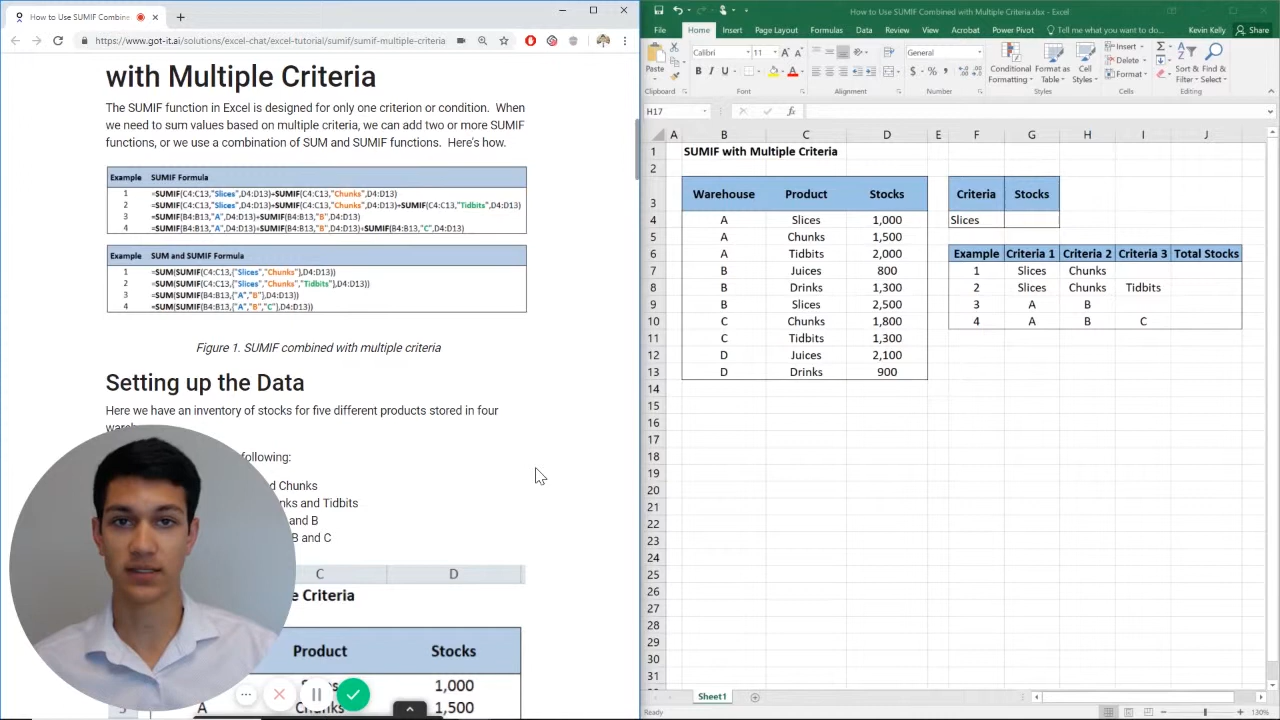 How to Use SUMIF Combine
How to Use SUMIF Combined with Multiple Criteria.xlsx - Excel
https://www.got-it.ai/solutions/excel-chat/excel-tutorial/sumif/sumif-multiple-criteria
File Home Insert Page Layout Formulas Data Review View Acrobat Power Pivot Tell me what you want to do... Kevin Kelly Share
Paste
Calibri 11 A A
B I U
General
$ % ,
Conditional Formatting
Format as Table
Cell Styles
Insert
Delete
Format
Sort & Filter
Find & Select
Clipboard Font Alignment Number Styles Cells Editing
H17 fx
with Multiple Criteria
The SUMIF function in Excel is designed for only one criterion or condition. When
we need to sum values based on multiple criteria, we can add two or more SUMIF
functions, or we use a combination of SUM and SUMIF functions. Here's how.
Example SUMIF Formula
1 =SUMIF(C4:C13,"Slices",D4:D13)+SUMIF(C4:C13,"Chunks",D4:D13)
2 =SUMIF(C4:C13,"Slices",D4:D13)+SUMIF(C4:C13,"Chunks",D4:D13)+SUMIF(C4:C13,"Tidbits",D4:D13)
3 =SUMIF(B4:B13,"A",D4:D13)+SUMIF(B4:B13,"B",D4:D13)
4 =SUMIF(B4:B13,"A",D4:D13)+SUMIF(B4:B13,"B",D4:D13)+SUMIF(B4:B13,"C",D4:D13)
Example SUM and SUMIF Formula
1 =SUM(SUMIF(C4:C13,{"Slices","Chunks"},D4:D13))
2 =SUM(SUMIF(C4:C13,{"Slices","Chunks","Tidbits"},D4:D13))
3 =SUM(SUMIF(B4:B13,{"A","B"},D4:D13))
4 =SUM(SUMIF(B4:B13,{"A","B","C"},D4:D13))
Figure 1. SUMIF combined with multiple criteria
Setting up the Data
Here we have an inventory of stocks for five different products stored in four
wareh
following:
d Chunks
nks and Tidbits
and B
B and C
C D
e Criteria
Product Stocks
1,000
A Chunks 1,500
A B C D E F G H I J
1 SUMIF with Multiple Criteria
2
3 Warehouse Product Stocks Criteria Stocks
4 A Slices 1,000 Slices
5 A Chunks 1,500
6 A Tidbits 2,000 Example Criteria 1 Criteria 2 Criteria 3 Total Stocks
7 B Juices 800 1 Slices Chunks
8 B Drinks 1,300 2 Slices Chunks Tidbits
9 B Slices 2,500 3 A B
10 C Chunks 1,800 4 A B C
11 C Tidbits 1,300
12 D Juices 2,100
13 D Drinks 900
14
15
16
17
18
19
20
21
22
23
24
25
26
27
28
29
30
31
Sheet1
Ready 130%